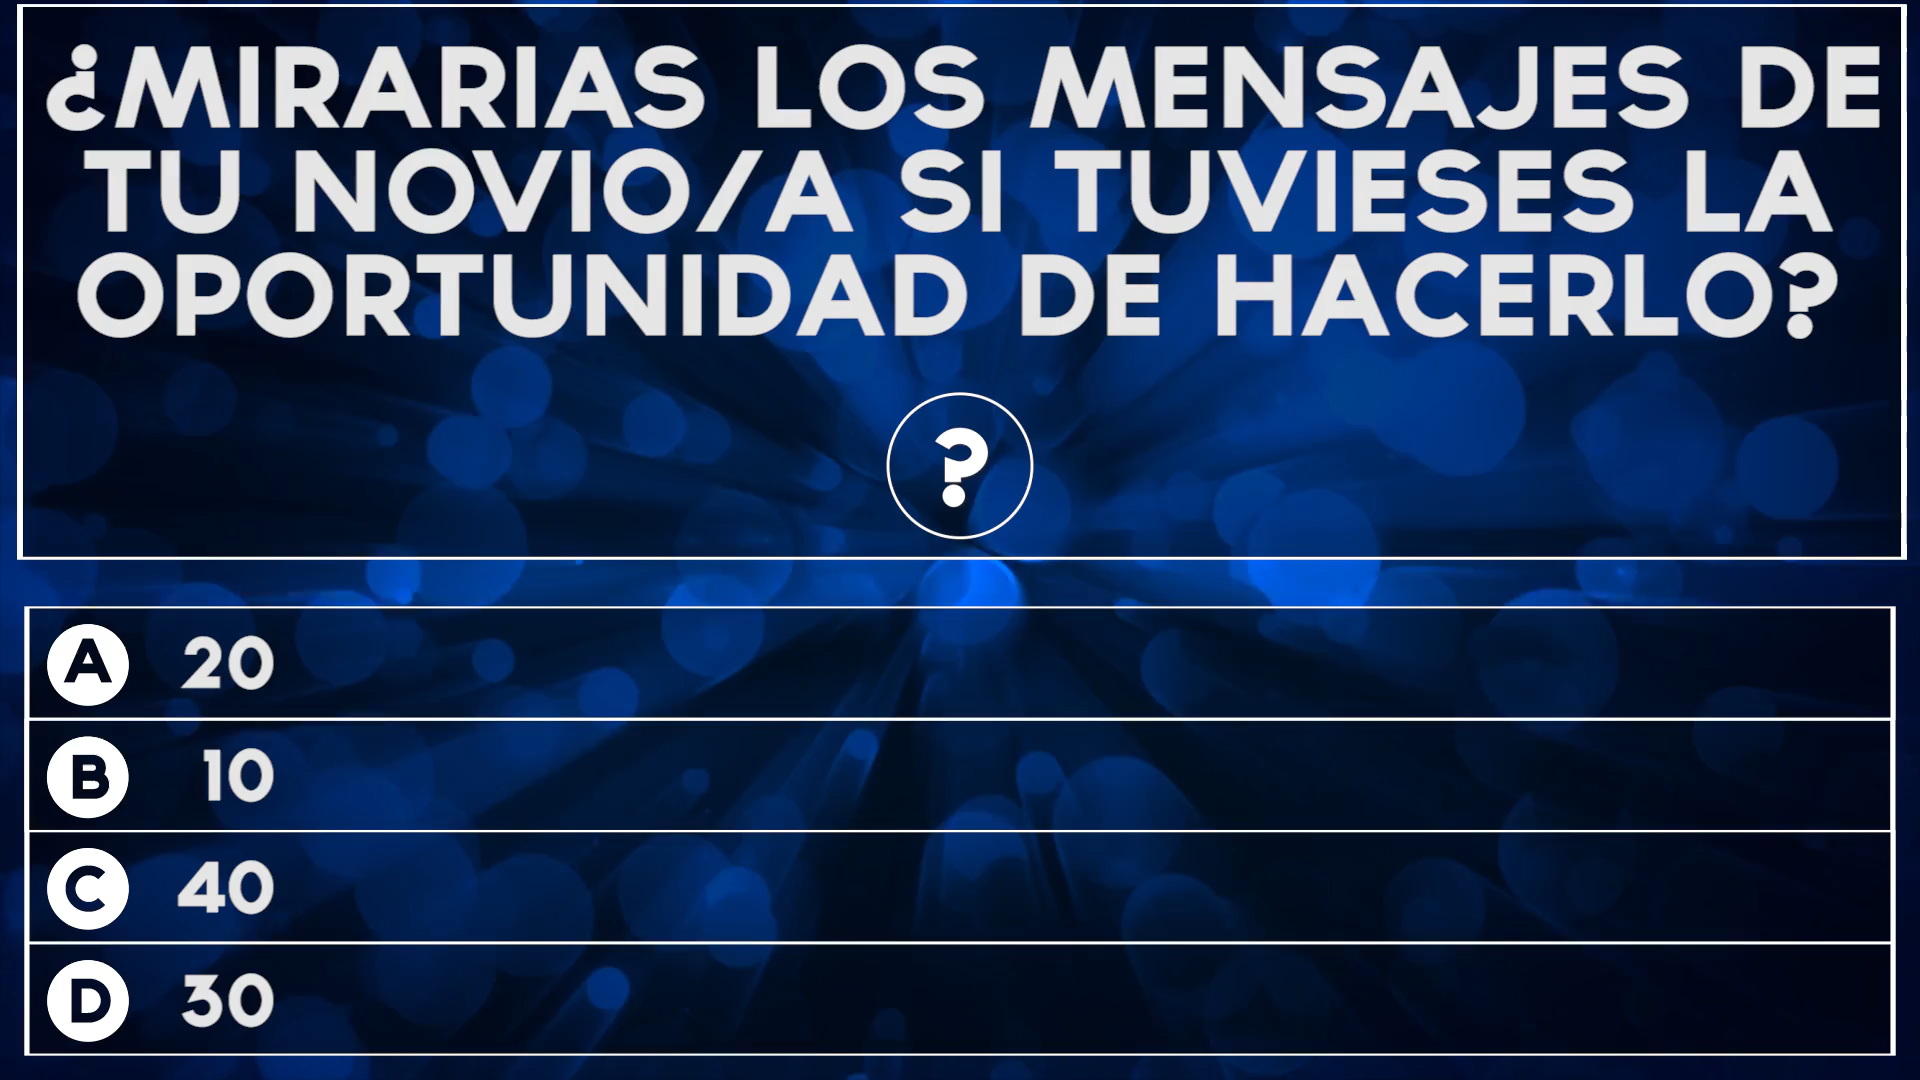 ¿MIRARIAS LOS MENSAJES DE
TU NOVIO/A SI TUVIESES LA
OPORTUNIDAD DE HACERLO?
?
A 20
B 10
C 40
D 30